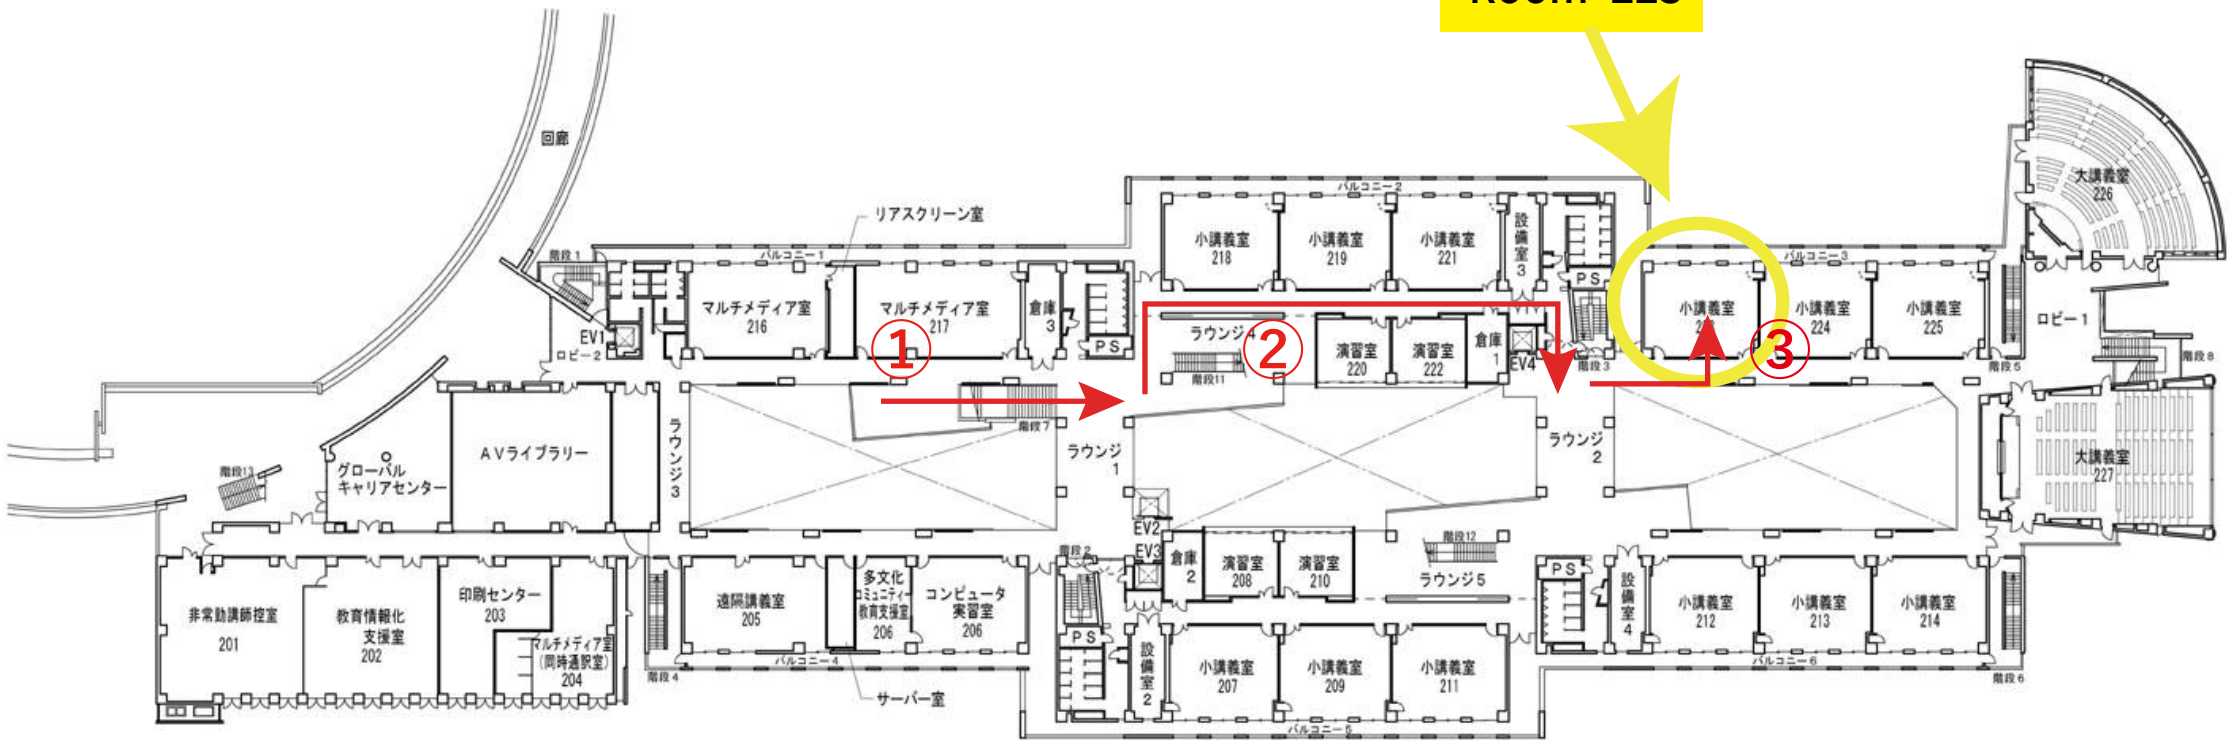 回廊
リアスクリーン室
バルコニー2
大講義室
226
小講義室
218
小講義室
219
小講義室
221
設備室3
PS
階段1
バルコニー1
バルコニー3
マルチメディア室
216
マルチメディア室
217
倉庫3
PS
EV1
ロビー2
①
ラウンジ4
②
階段11
演習室
220
演習室
222
倉庫1
EV4
階段3
小講義室
小講義室
224
小講義室
225
③
階段5
ロビー1
階段8
階段7
ラウンジ3
ラウンジ1
ラウンジ2
AVライブラリー
グローバル
キャリアセンター
階段13
大講義室
227
EV2
EV3
階段2
倉庫2
演習室
208
演習室
210
階段12
ラウンジ5
PS
設備室4
非常勤講師控室
201
教育情報化
支援室
202
印刷センター
203
マルチメディア室
(同時通訳室)
204
遠隔講義室
205
多文化
コミュニティー
教育支援室
206
コンピュータ
実習室
206
PS
設備室2
小講義室
207
小講義室
209
小講義室
211
小講義室
212
小講義室
213
小講義室
214
階段4
バルコニー4
サーバー室
バルコニー5
バルコニー6
階段6